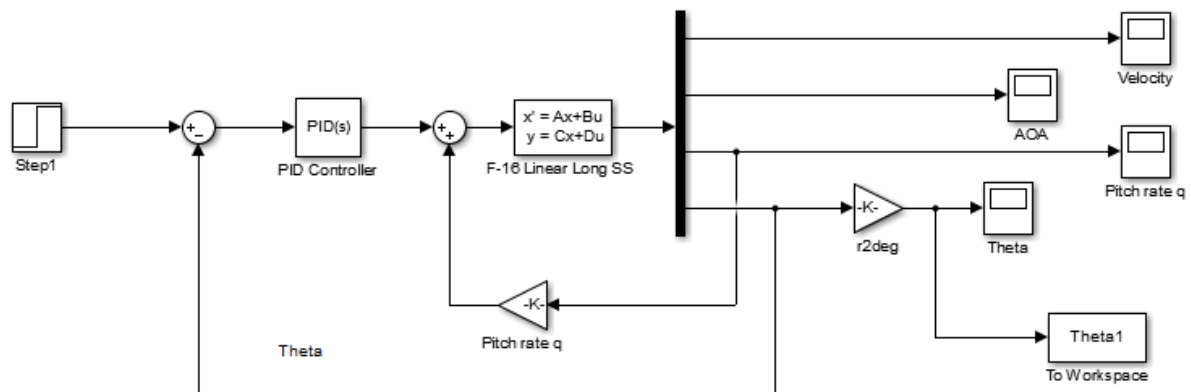 Velocity
AOA
Step1
+
−
PID(s)
PID Controller
+
+
x' = Ax+Bu
y = Cx+Du
F-16 Linear Long SS
Pitch rate q
-K-
r2deg
Theta
-K-
Pitch rate q
Theta
Theta1
To Workspace